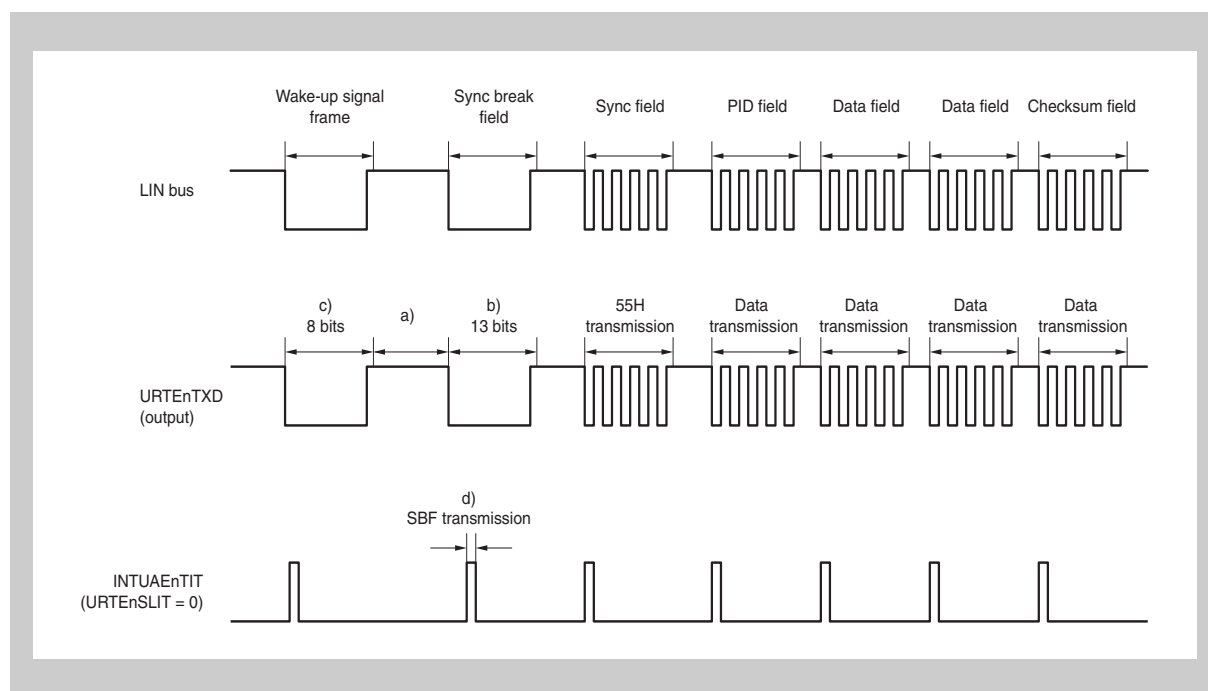 Wake-up signal
frame
Sync break
field
Sync field
PID field
Data field
Data field
Checksum field
LIN bus
c)
8 bits
a)
b)
13 bits
55H
transmission
Data
transmission
Data
transmission
Data
transmission
Data
transmission
URTEnTXD
(output)
d)
SBF transmission
INTUAEnTIT
(URTEnSLIT = 0)